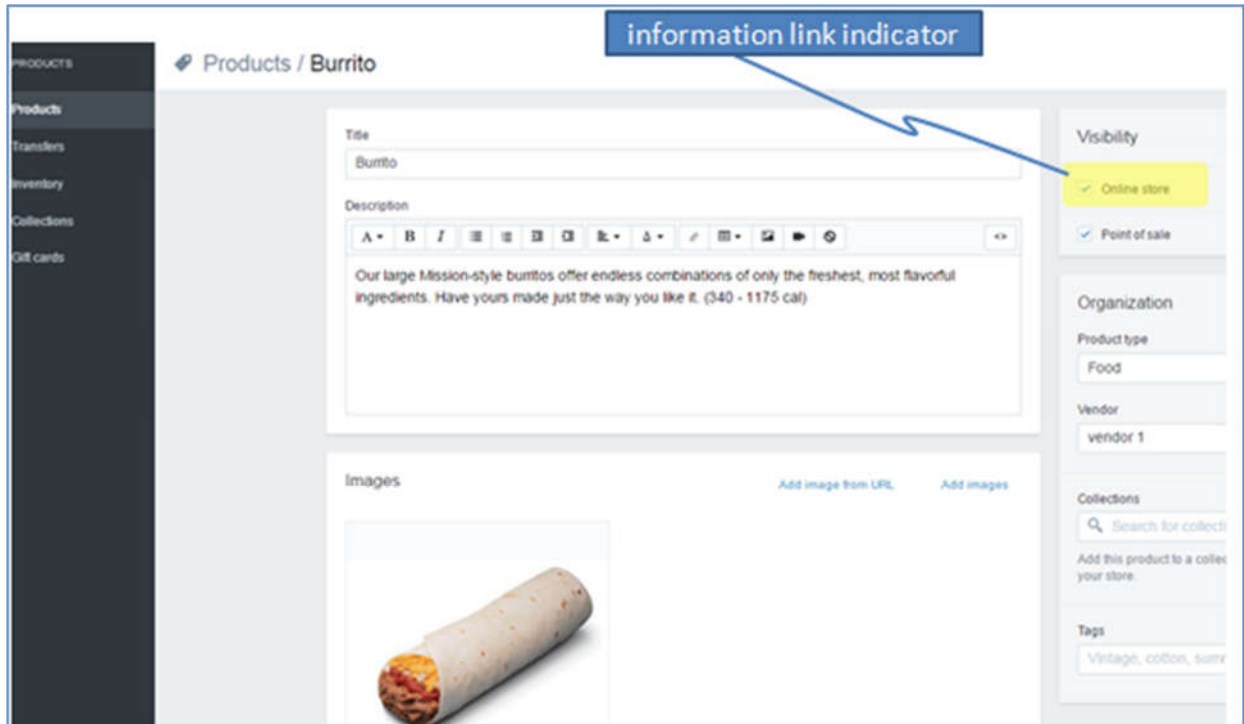 information link indicator
PRODUCTS
Products / Burrito
Products
Transfers
Inventory
Collections
Gift cards
Title
Burrito
Description
A B I
Our large Mission-style burritos offer endless combinations of only the freshest, most flavorful
ingredients. Have yours made just the way you like it. (340 - 1175 cal)
Images
Add image from URL
Add images
Visibility
Online store
Point of sale
Organization
Product type
Food
Vendor
vendor 1
Collections
Search for collecti
Add this product to a collec
your store.
Tags
Vintage, cotton, sum